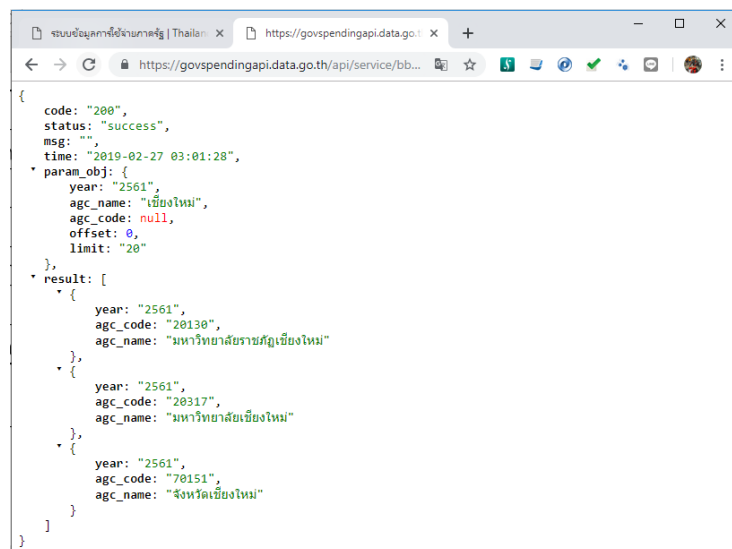 ระบบข้อมูลการใช้จ่ายภาครัฐ | Thailan
https://govspendingapi.data.go.t
https://govspendingapi.data.go.th/api/service/bb...
{
code: "200",
status: "success",
msg: "",
time: "2019-02-27 03:01:28",
param_obj: {
year: "2561",
agc_name: "เชียงใหม่",
agc_code: null,
offset: 0,
limit: "20"
},
result: [
{
year: "2561",
agc_code: "20130",
agc_name: "มหาวิทยาลัยราชภัฏเชียงใหม่"
},
{
year: "2561",
agc_code: "20317",
agc_name: "มหาวิทยาลัยเชียงใหม่"
},
{
year: "2561",
agc_code: "70151",
agc_name: "จังหวัดเชียงใหม่"
}
]
}